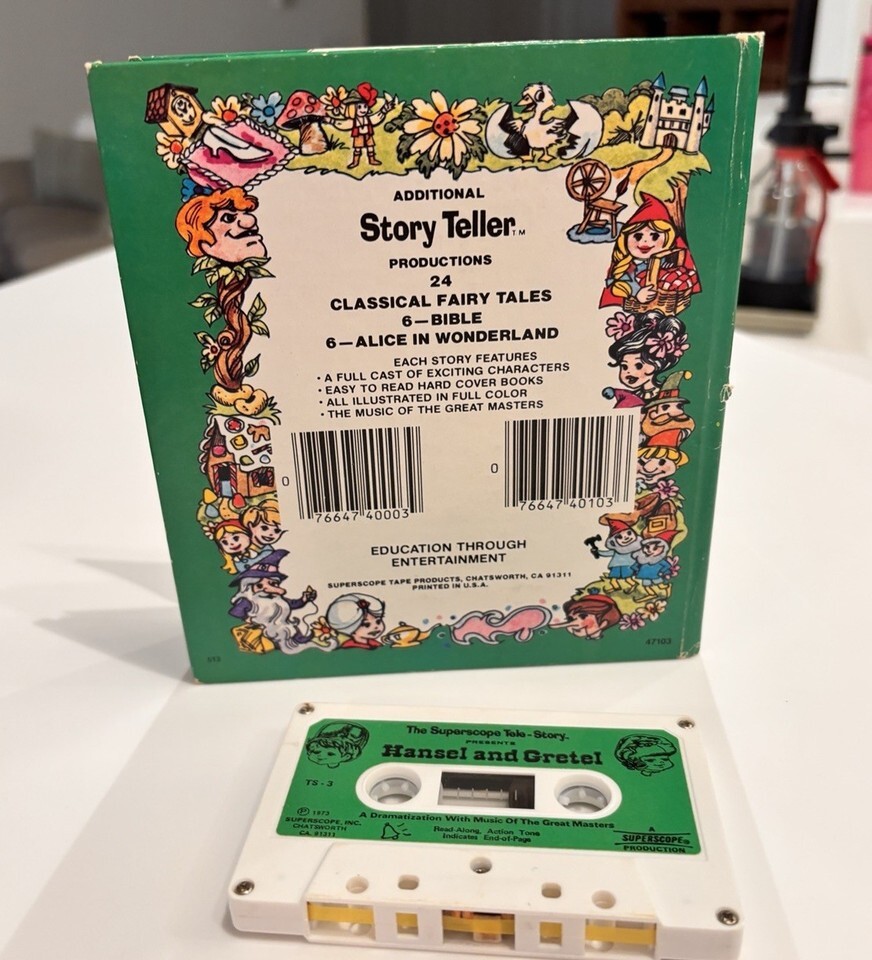 ADDITIONAL
Story Teller™
PRODUCTIONS
24
CLASSICAL FAIRY TALES
6—BIBLE
6—ALICE IN WONDERLAND
EACH STORY FEATURES
• A FULL CAST OF EXCITING CHARACTERS
• EASY TO READ HARD COVER BOOKS
• ALL ILLUSTRATED IN FULL COLOR
• THE MUSIC OF THE GREAT MASTERS
0 76647 40003
0 76647 40103
EDUCATION THROUGH
ENTERTAINMENT
SUPERSCOPE TAPE PRODUCTS, CHATSWORTH, CA 91311
PRINTED IN U.S.A.
47103
The Superscope Tele-Story™
PRESENTS
Hansel and Gretel
TS-3
A Dramatization With Music Of The Great Masters
℗ 1973
SUPERSCOPE, INC.
CHATSWORTH
CA. 91311
Read-Along, Action Tone
Indicates End-of-Page
A
SUPERSCOPE®
PRODUCTION